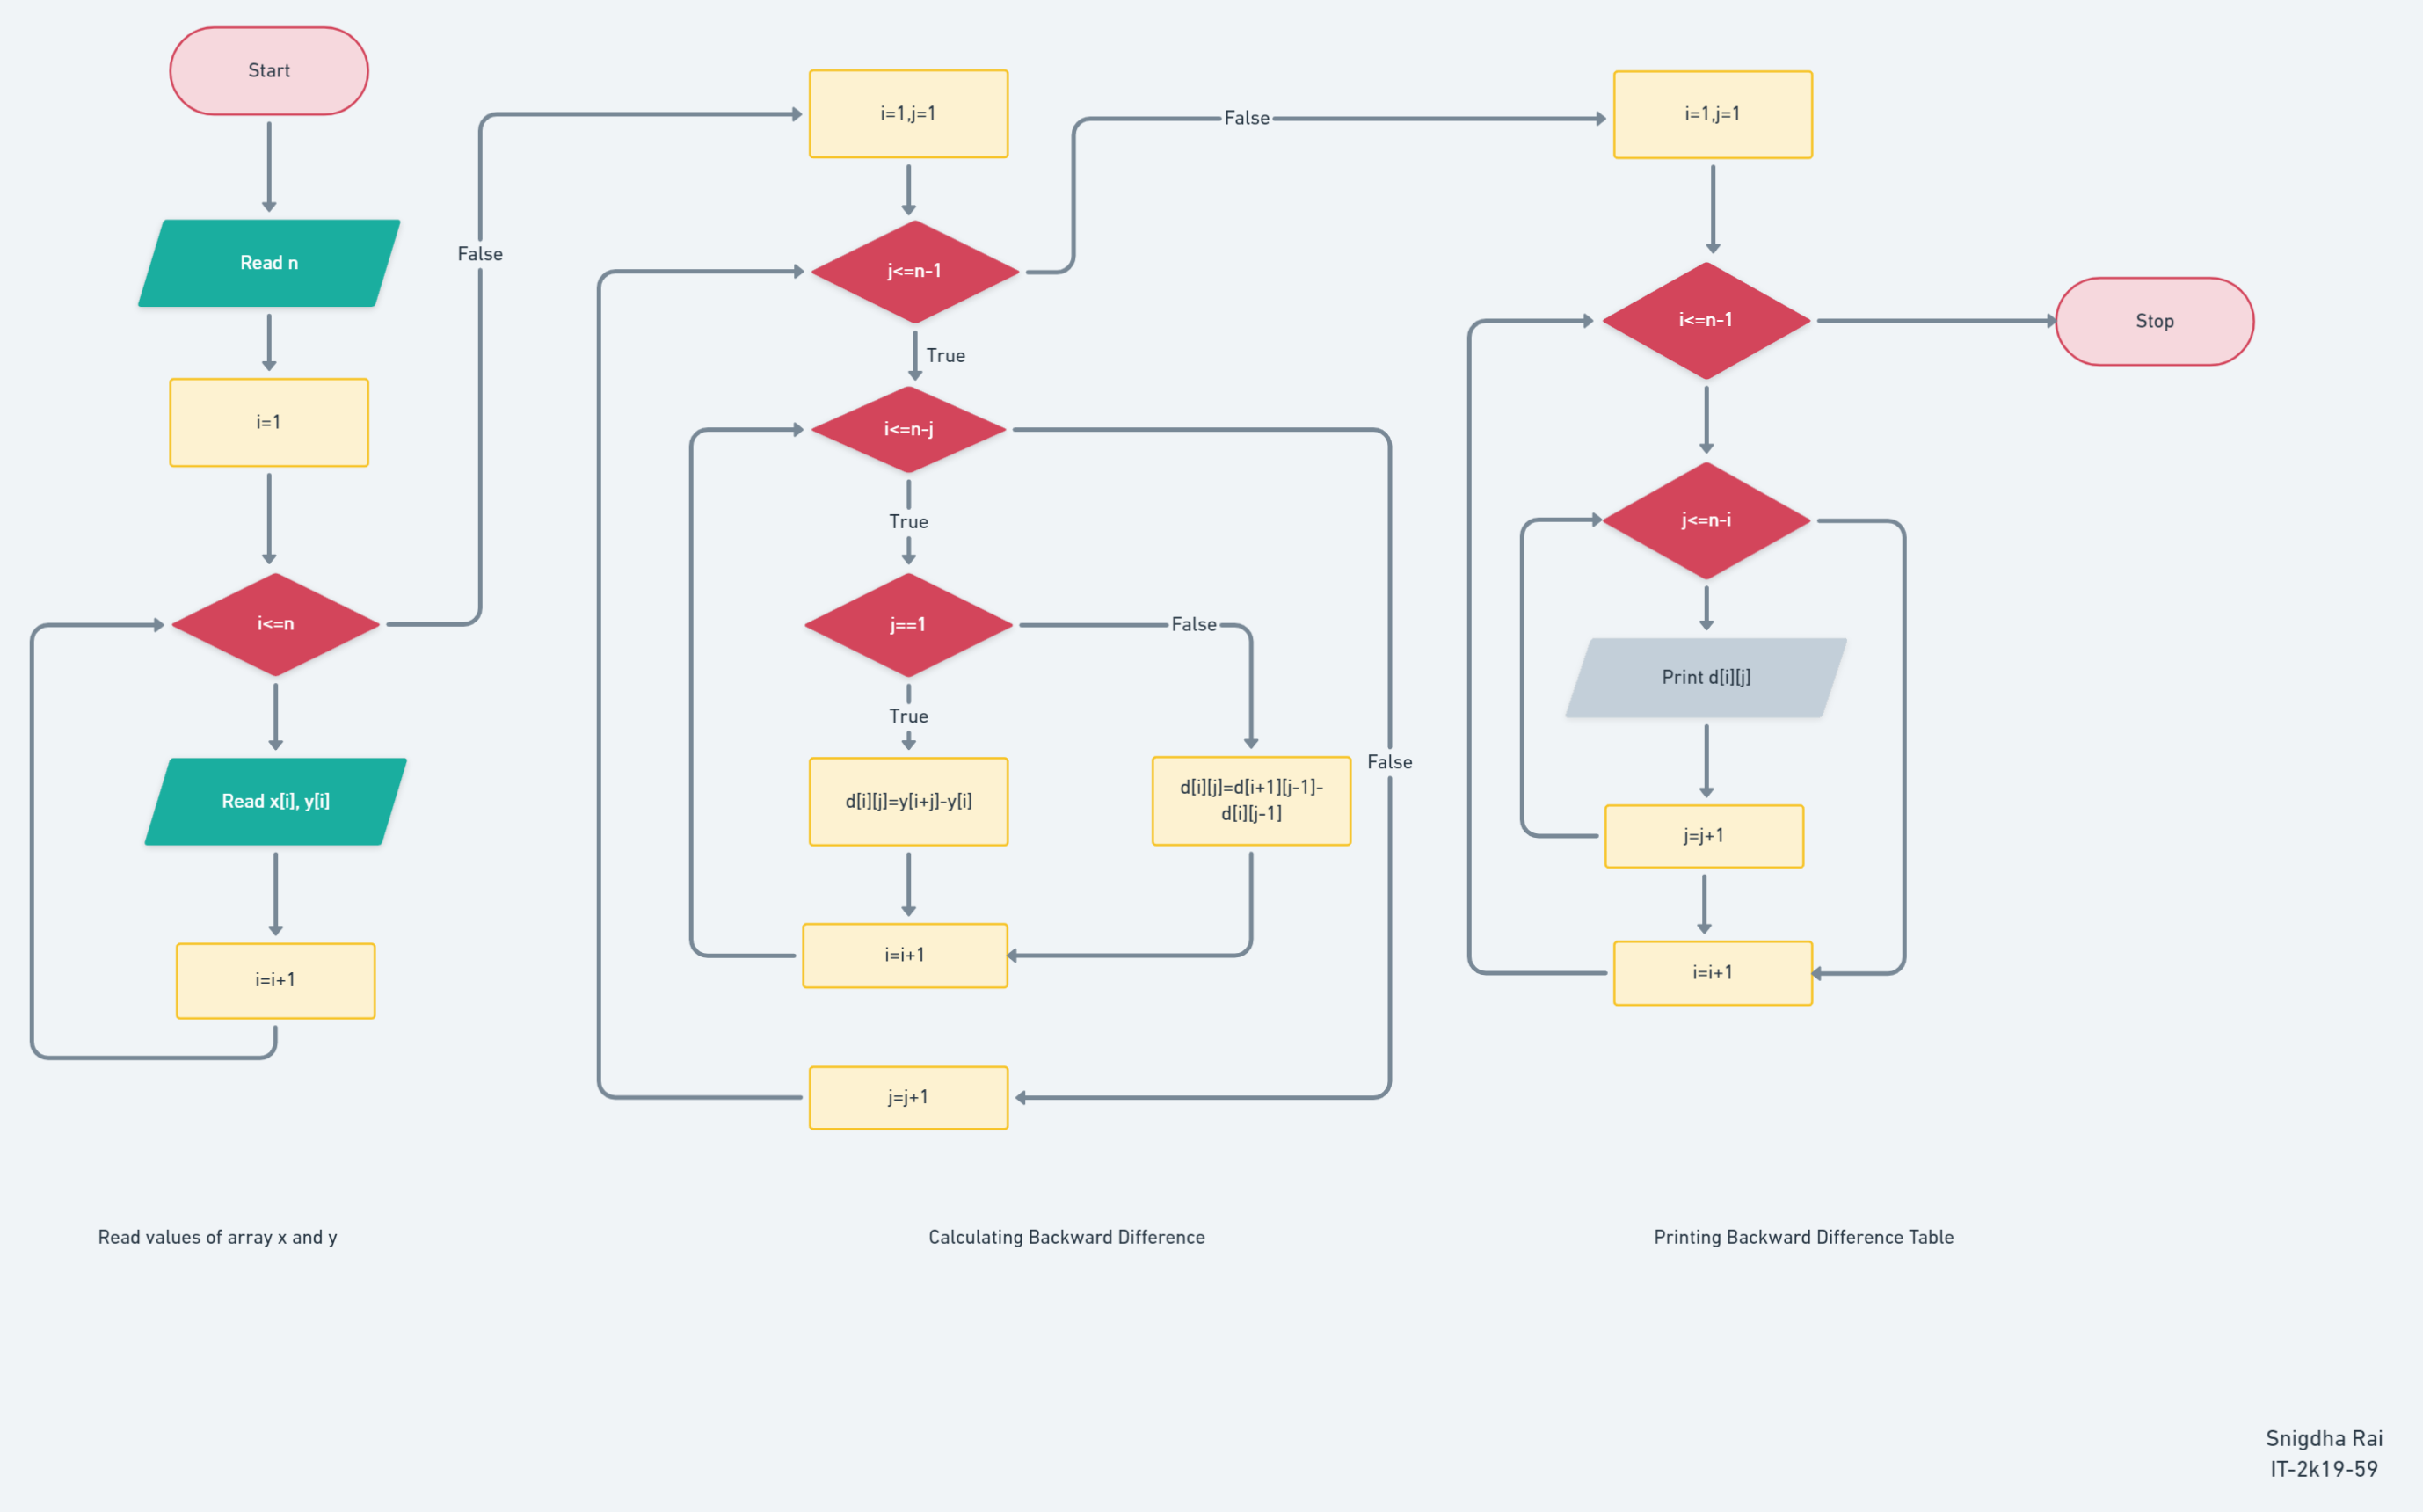 Start
Read n
i=1
i<=n
False
Read x[i], y[i]
i=i+1
Read values of array x and y
i=1,j=1
j<=n-1
False
True
i<=n-j
True
False
j==1
False
True
d[i][j]=y[i+j]-y[i]
d[i][j]=d[i+1][j-1]-
d[i][j-1]
i=i+1
j=j+1
Calculating Backward Difference
i=1,j=1
i<=n-1
Stop
j<=n-i
Print d[i][j]
j=j+1
i=i+1
Printing Backward Difference Table
Snigdha Rai
IT-2k19-59